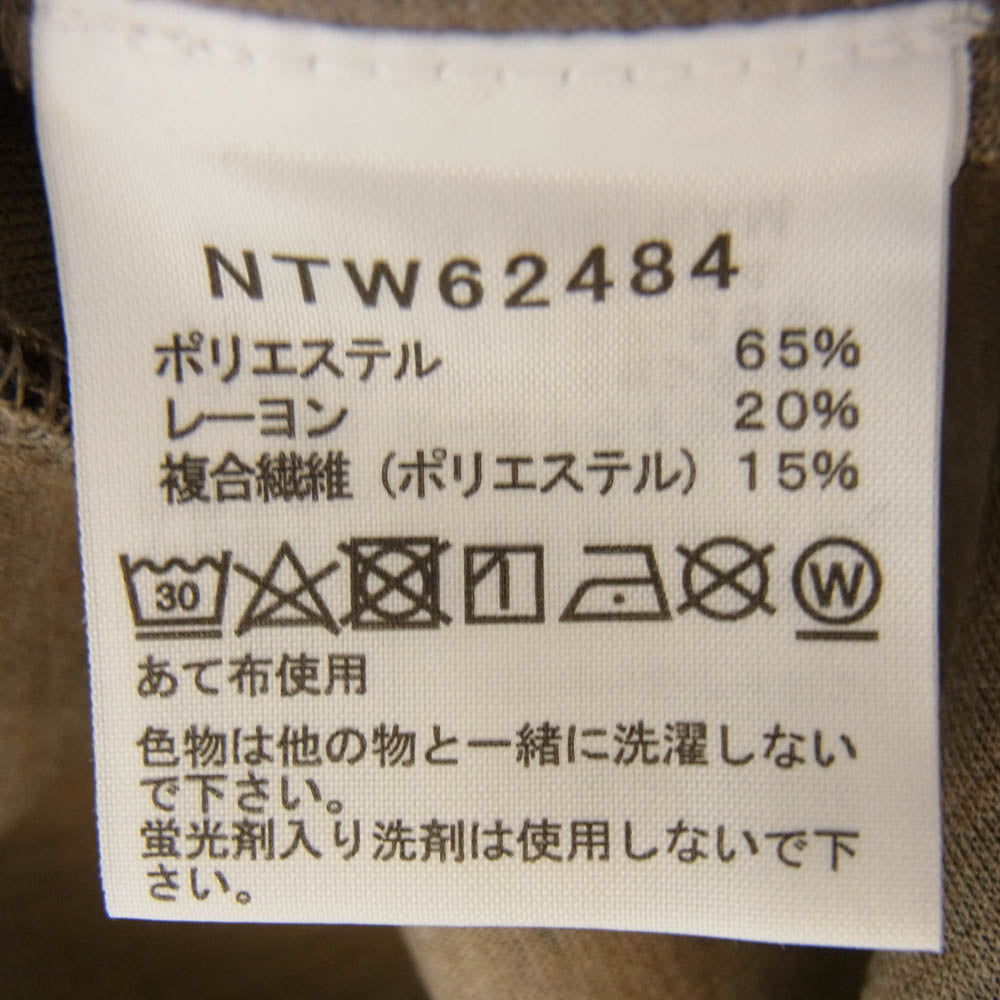 NTW62484
ポリエステル 65%
レーヨン 20%
複合繊維（ポリエステル） 15%
30 W
あて布使用
色物は他の物と一緒に洗濯しない
で下さい。
蛍光剤入り洗剤は使用しないで下
さい。